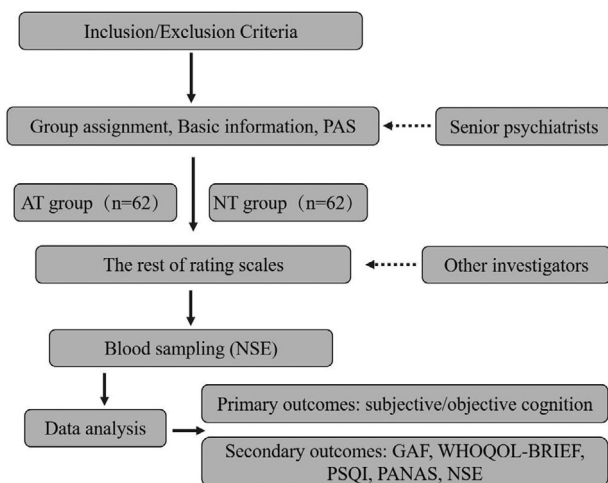 Inclusion/Exclusion Criteria
Group assignment, Basic information, PAS
Senior psychiatrists
AT group（n=62）
NT group（n=62）
The rest of rating scales
Other investigators
Blood sampling (NSE)
Data analysis
Primary outcomes: subjective/objective cognition
Secondary outcomes: GAF, WHOQOL-BRIEF,
PSQI, PANAS, NSE